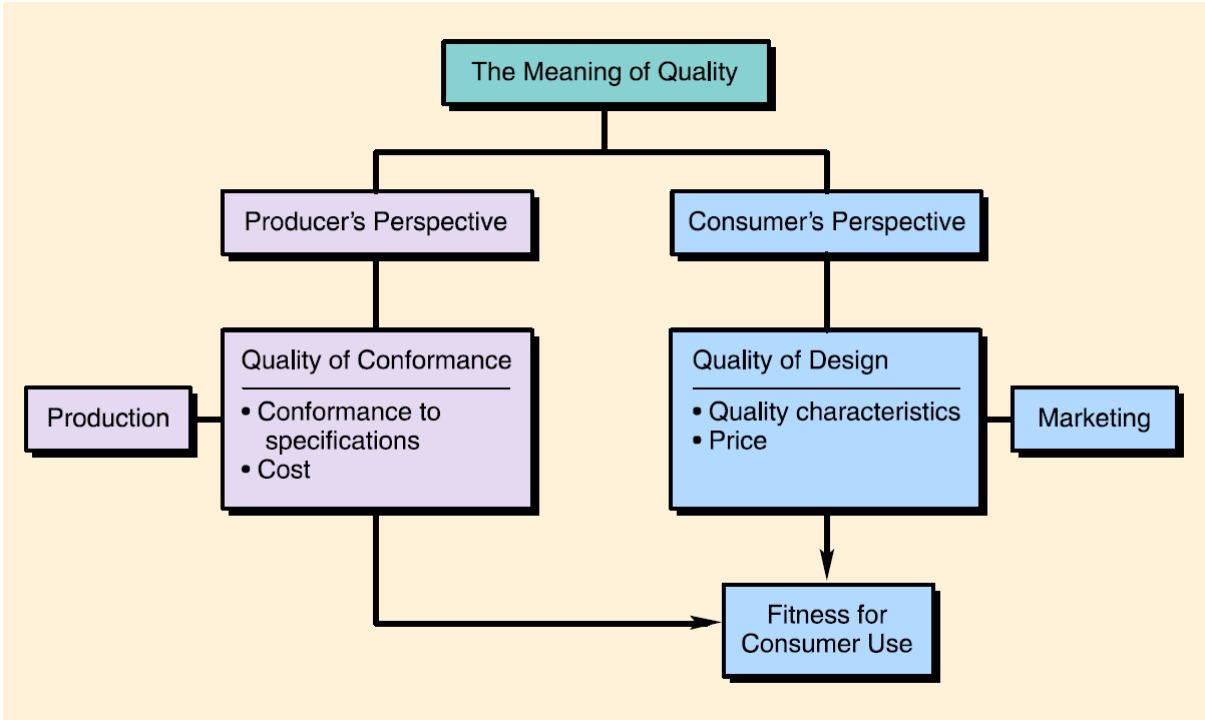 The Meaning of Quality
Producer’s Perspective
Consumer’s Perspective
Quality of Conformance
• Conformance to
specifications
• Cost
Production
Quality of Design
• Quality characteristics
• Price
Marketing
Fitness for
Consumer Use